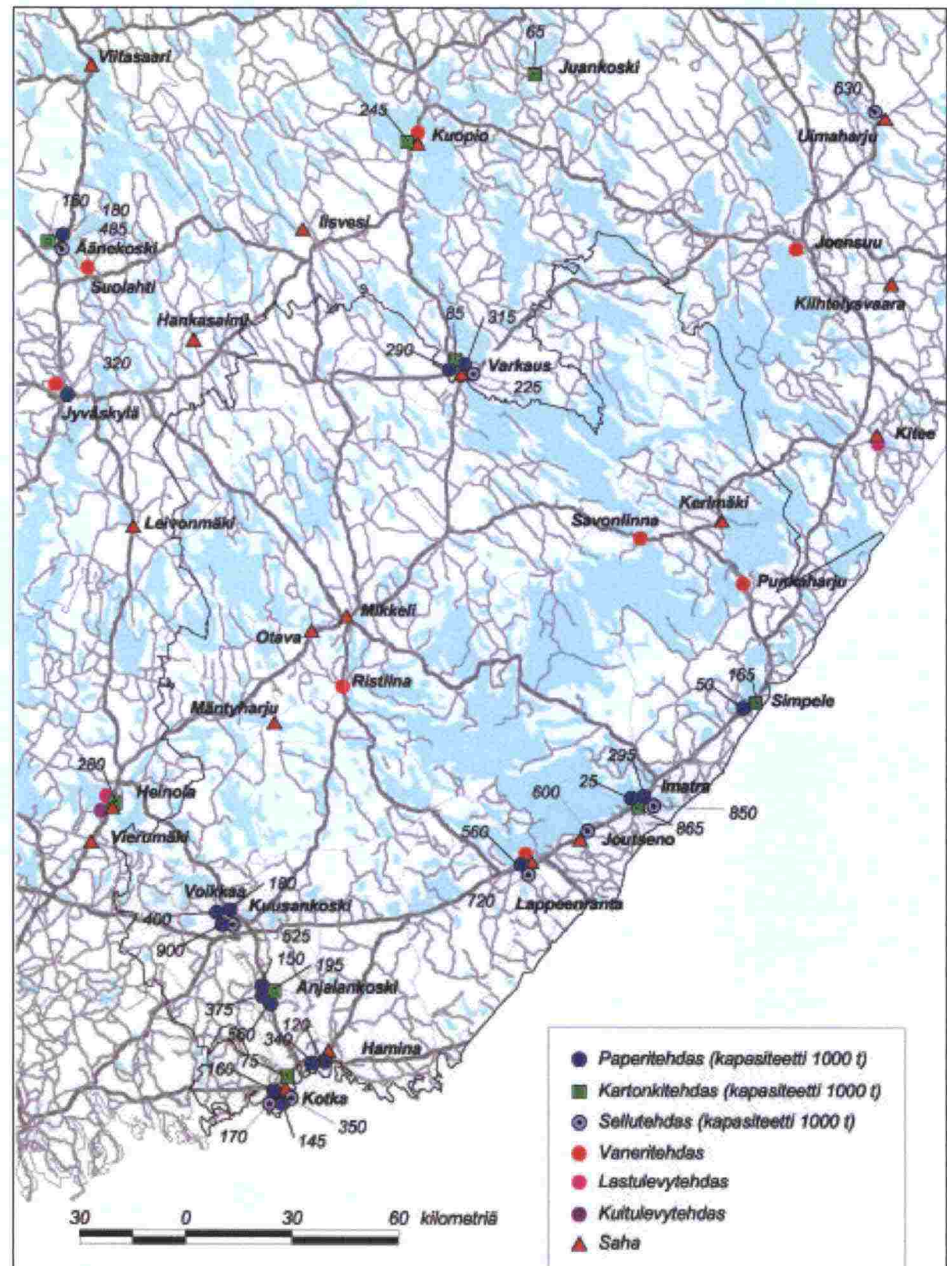 65
Viitasaari
Juankoski
630
245
Kuopio
Uimaharju
160
180
485
Iisvesi
Äänekoski
Joensuu
Suolahti
Kiihtelysvaara
9
Hankasalmi
85
315
290
Varkaus
320
225
Jyväskylä
Kitee
Kerimäki
Leivonmäki
Savonlinna
Punkaharju
Mikkeli
Otava
Ristiina
165
50
Simpele
Mäntyharju
295
280
Imatra
Heinola
25
600
850
865
Vierumäki
560
Joutseno
Voikkaa
180
Kuusankoski
720
Lappeenranta
400
900
525
150
195
Anjalankoski
375
120
560
340
Hamina
75
160
Kotka
350
170
145
Paperitehdas (kapasiteetti 1000 t)
Kartonkitehdas (kapasiteetti 1000 t)
Sellutehdas (kapasiteetti 1000 t)
Vaneritehdas
Lastulevytehdas
Kuitulevytehdas
Saha
30 0 30 60 kilometriä